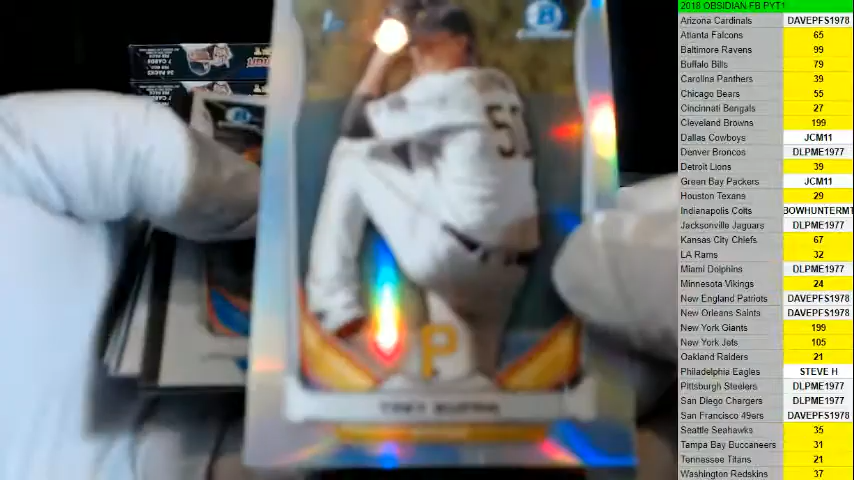 2018 OBSIDIAN FB PYT1
Arizona Cardinals DAVEPFS1978
Atlanta Falcons 65
Baltimore Ravens 99
Buffalo Bills 79
Carolina Panthers 39
Chicago Bears 55
Cincinnati Bengals 27
Cleveland Browns 199
Dallas Cowboys JCM11
Denver Broncos DLPME1977
Detroit Lions 39
Green Bay Packers JCM11
Houston Texans 29
Indianapolis Colts BOWHUNTERMT
Jacksonville Jaguars DLPME1977
Kansas City Chiefs 67
LA Rams 32
Miami Dolphins DLPME1977
Minnesota Vikings 24
New England Patriots DAVEPFS1978
New Orleans Saints DAVEPFS1978
New York Giants 199
New York Jets 105
Oakland Raiders 21
Philadelphia Eagles STEVE H
Pittsburgh Steelers DLPME1977
San Diego Chargers DLPME1977
San Francisco 49ers DAVEPFS1978
Seattle Seahawks 35
Tampa Bay Buccaneers 31
Tennessee Titans 21
Washington Redskins 37
P